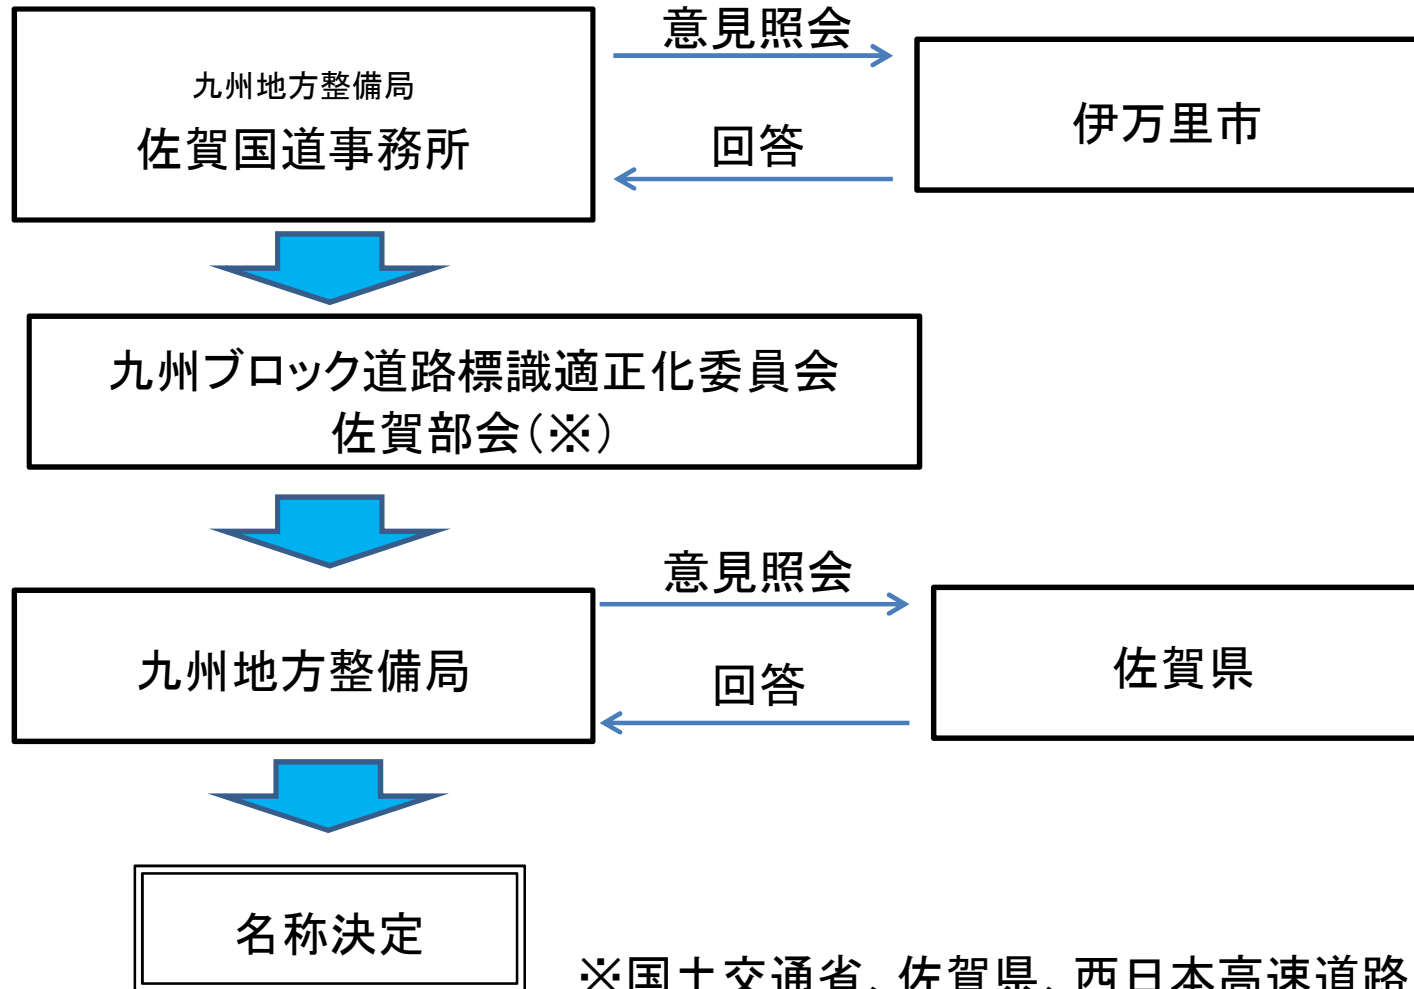 意見照会
九州地方整備局
佐賀国道事務所
伊万里市
回答
九州ブロック道路標識適正化委員会
佐賀部会(※)
意見照会
九州地方整備局
佐賀県
回答
名称決定
※国土交通省、佐賀県、西日本高速道路